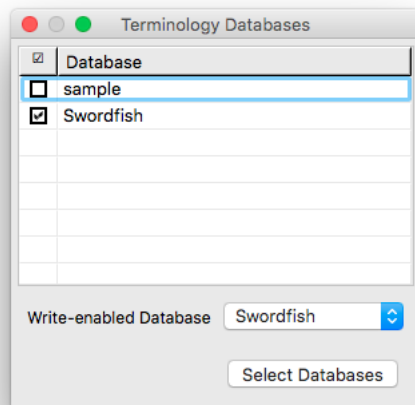 Terminology Databases
Database
sample
Swordfish
Write-enabled Database Swordfish
Select Databases